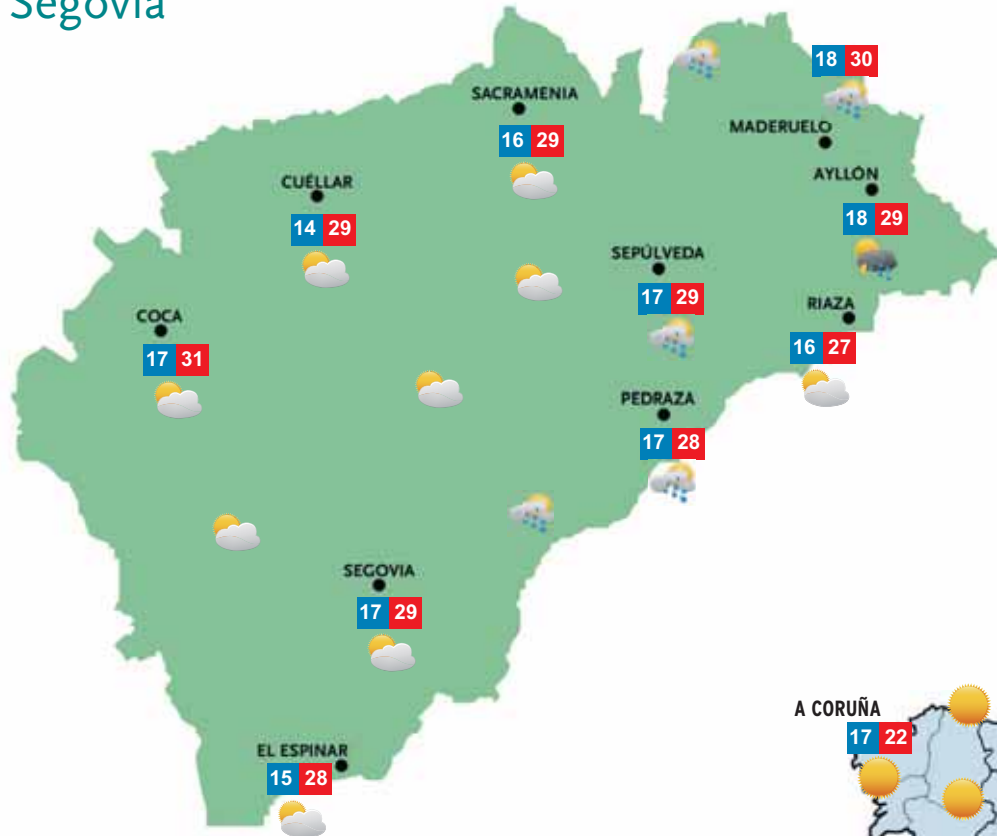 Segovia
18 30
SACRAMENIA
16 29
MADERUELO
CUÉLLAR
14 29
AYLLÓN
18 29
SEPÚLVEDA
17 29
RIAZA
16 27
COCA
17 31
PEDRAZA
17 28
SEGOVIA
17 29
A CORUÑA
17 22
EL ESPINAR
15 28